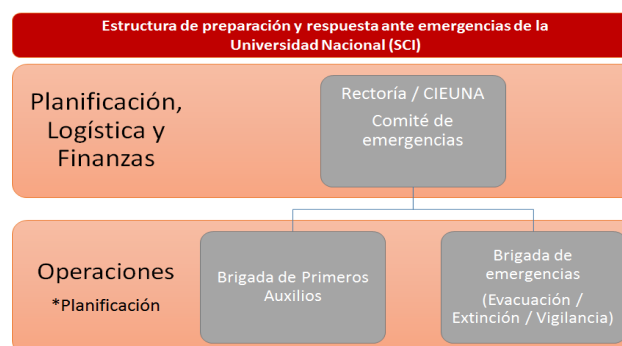 Estructura de preparación y respuesta ante emergencias de la
Universidad Nacional (SCI)
Planificación,
Logística y
Finanzas
Rectoría / CIEUNA
Comité de
emergencias
Operaciones
*Planificación
Brigada de Primeros
Auxilios
Brigada de
emergencias
(Evacuación /
Extinción / Vigilancia)